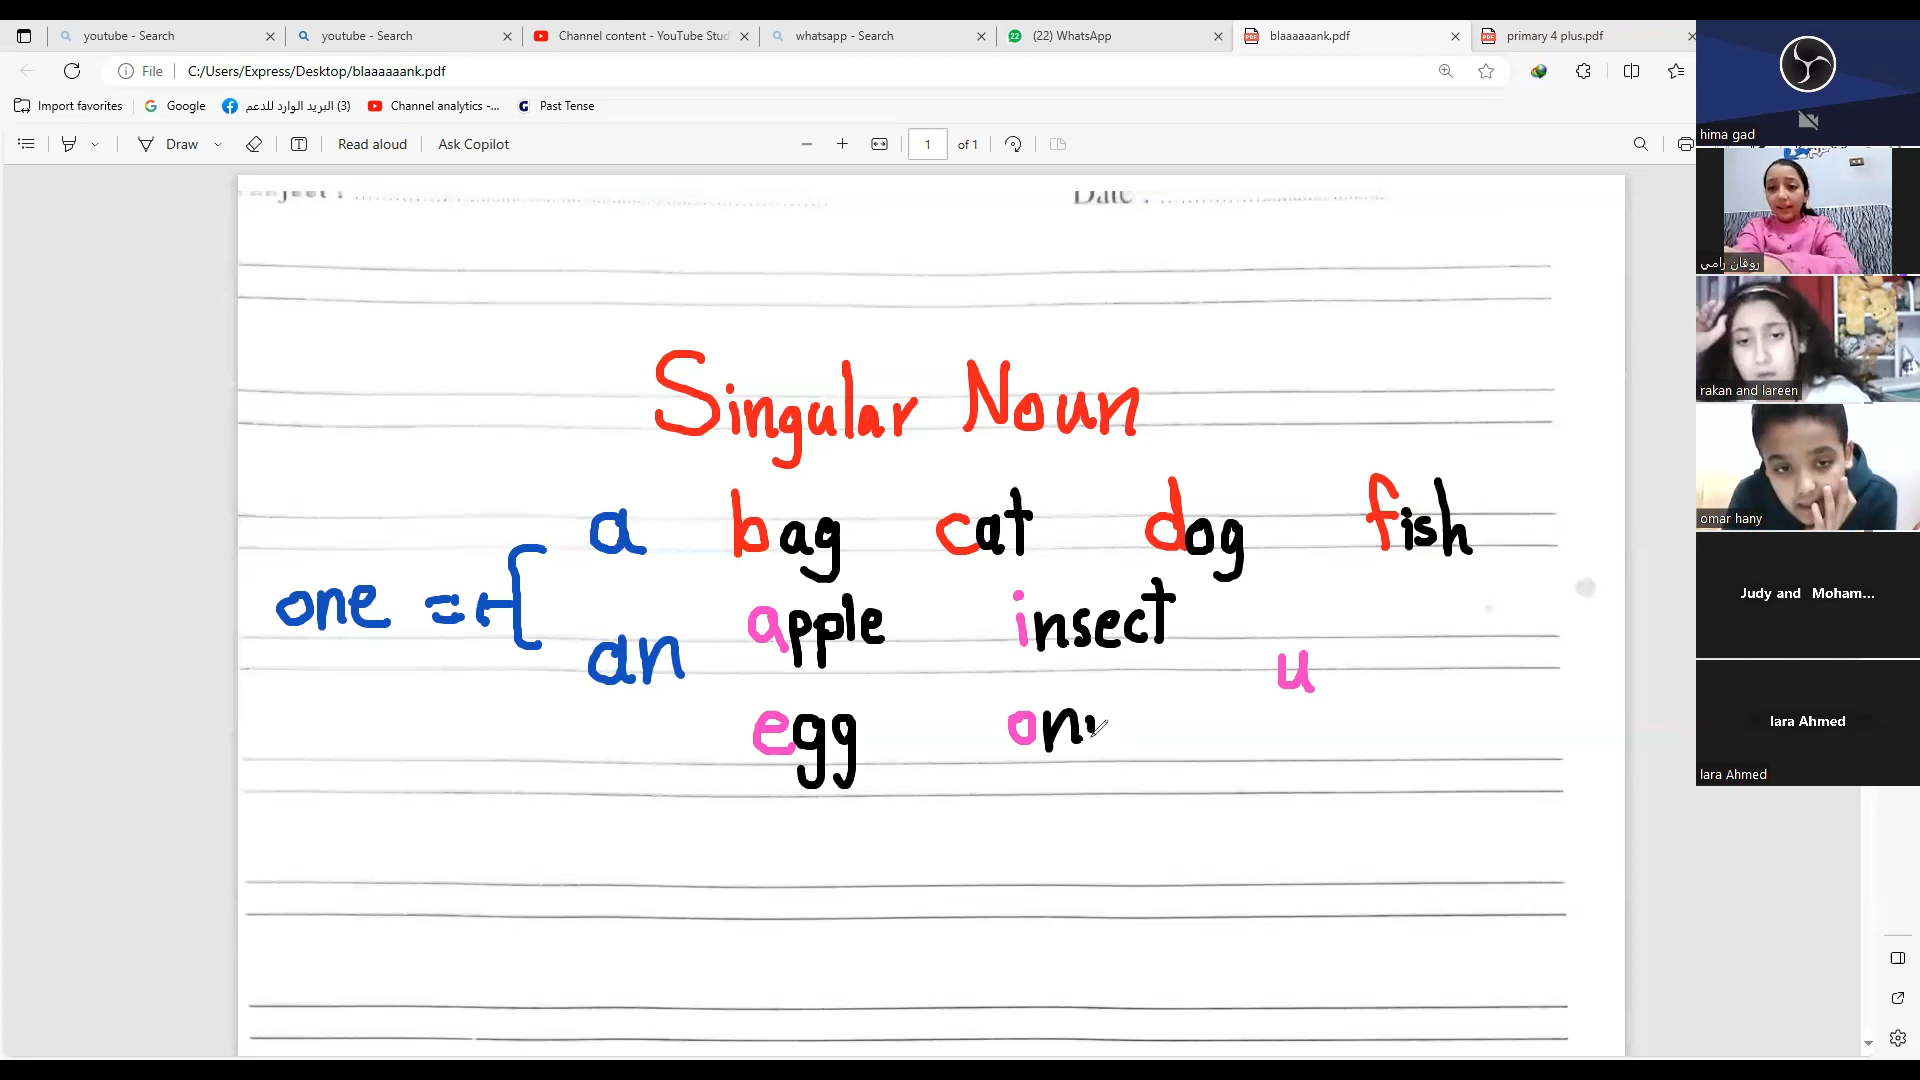 youtube - Search
youtube - Search
Channel content - YouTube Stud
whatsapp - Search
(22) WhatsApp
blaaaaaank.pdf
primary 4 plus.pdf
File
C:/Users/Express/Desktop/blaaaaaank.pdf
Import favorites
Google
(3) البريد الوارد للدعم
Channel analytics -...
Past Tense
Draw
Read aloud
Ask Copilot
1 of 1
Date :
Singular Noun
a bag cat dog fish
one =
an apple insect
u
egg on
hima gad
روفان رامي
rakan and lareen
omar hany
Judy and Moham...
lara Ahmed
lara Ahmed